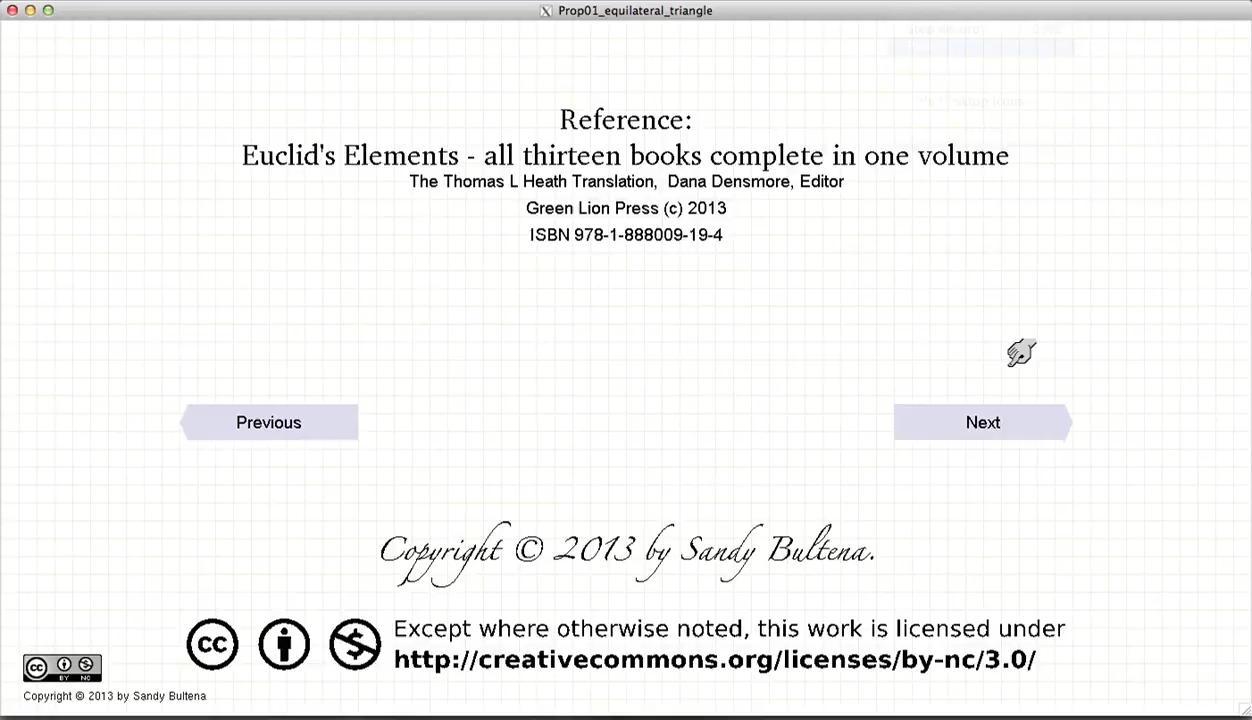 Prop01_equilateral_triangle
Reference:
Euclid's Elements - all thirteen books complete in one volume
The Thomas L Heath Translation, Dana Densmore, Editor
Green Lion Press (c) 2013
ISBN 978-1-888009-19-4
Previous
Next
Copyright © 2013 by Sandy Bultena.
Except where otherwise noted, this work is licensed under
http://creativecommons.org/licenses/by-nc/3.0/
cc
BY NC
Copyright © 2013 by Sandy Bultena